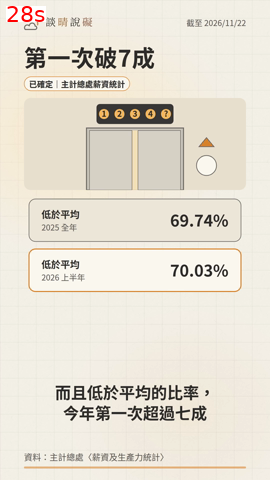 28s
談晴說礙
截至 2026/11/22
第一次破7成
已確定｜主計總處薪資統計
1 2 3 4 ?
低於平均
2025 全年
69.74%
低於平均
2026 上半年
70.03%
而且低於平均的比率，
今年第一次超過七成
資料：主計總處〈薪資及生產力統計〉